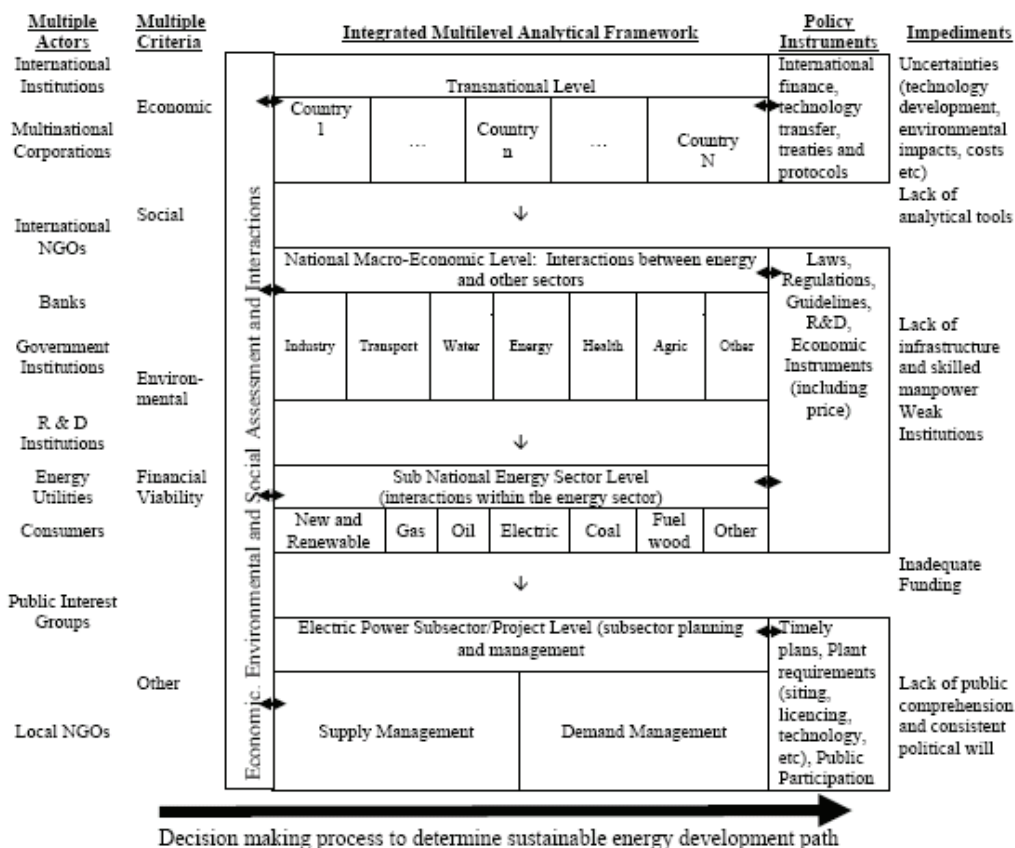 Multiple
Actors
International
Institutions
Multinational
Corporations
International
NGOs
Banks
Government
Institutions
R & D
Institutions
Energy
Utilities
Consumers
Public Interest
Groups
Local NGOs
Multiple
Criteria
Economic
Social
Environ-
mental
Financial
Viability
Other
Economic. Environmental and Social Assessment and Interactions
Integrated Multilevel Analytical Framework
Transnational Level
Country
1
…
Country
n
…
Country
N
National Macro-Economic Level: Interactions between energy
and other sectors
Industry
Transport
Water
Energy
Health
Agric
Other
Sub National Energy Sector Level
(interactions within the energy sector)
New and
Renewable
Gas
Oil
Electric
Coal
Fuel
wood
Other
Electric Power Subsector/Project Level (subsector planning
and management
Supply Management
Demand Management
Policy
Instruments
International
finance,
technology
transfer,
treaties and
protocols
Laws,
Regulations,
Guidelines,
R&D,
Economic
Instruments
(including
price)
Timely
plans, Plant
requirements
(siting,
licencing,
technology,
etc), Public
Participation
Impediments
Uncertainties
(technology
development,
environmental
impacts, costs
etc)
Lack of
analytical tools
Lack of
infrastructure
and skilled
manpower
Weak
Institutions
Inadequate
Funding
Lack of public
comprehension
and consistent
political will
Decision making process to determine sustainable energy development path